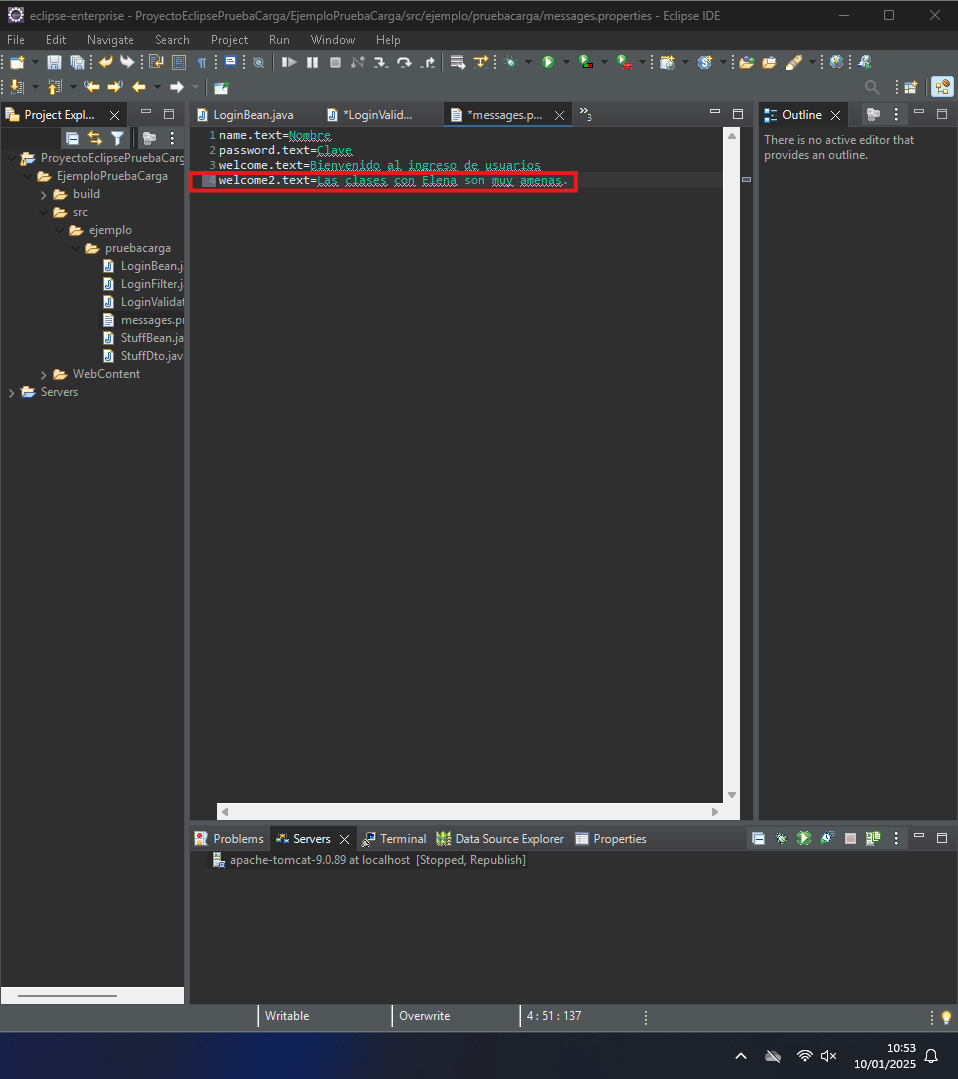 eclipse-enterprise - ProyectoEclipsePruebaCarga/EjemploPruebaCarga/src/ejemplo/pruebacarga/messages.properties - Eclipse IDE
File Edit Navigate Search Project Run Window Help
Project Expl...
LoginBean.java
*LoginValid...
*messages.p...
3
Outline
ProyectoEclipsePruebaCarg
EjemploPruebaCarga
build
src
ejemplo
pruebacarga
LoginBean.j
LoginFilter.j
LoginValidat
messages.p
StuffBean.ja
StuffDto.java
WebContent
Servers
1 name.text=Nombre
2 password.text=Clave
3 welcome.text=Bienvenido al ingreso de usuarios
4 welcome2.text=Las clases con Elena son muy amenas.
There is no active editor that
provides an outline.
Problems Servers Terminal Data Source Explorer Properties
apache-tomcat-9.0.89 at localhost [Stopped, Republish]
Writable Overwrite 4 : 51 : 137
10:53
10/01/2025